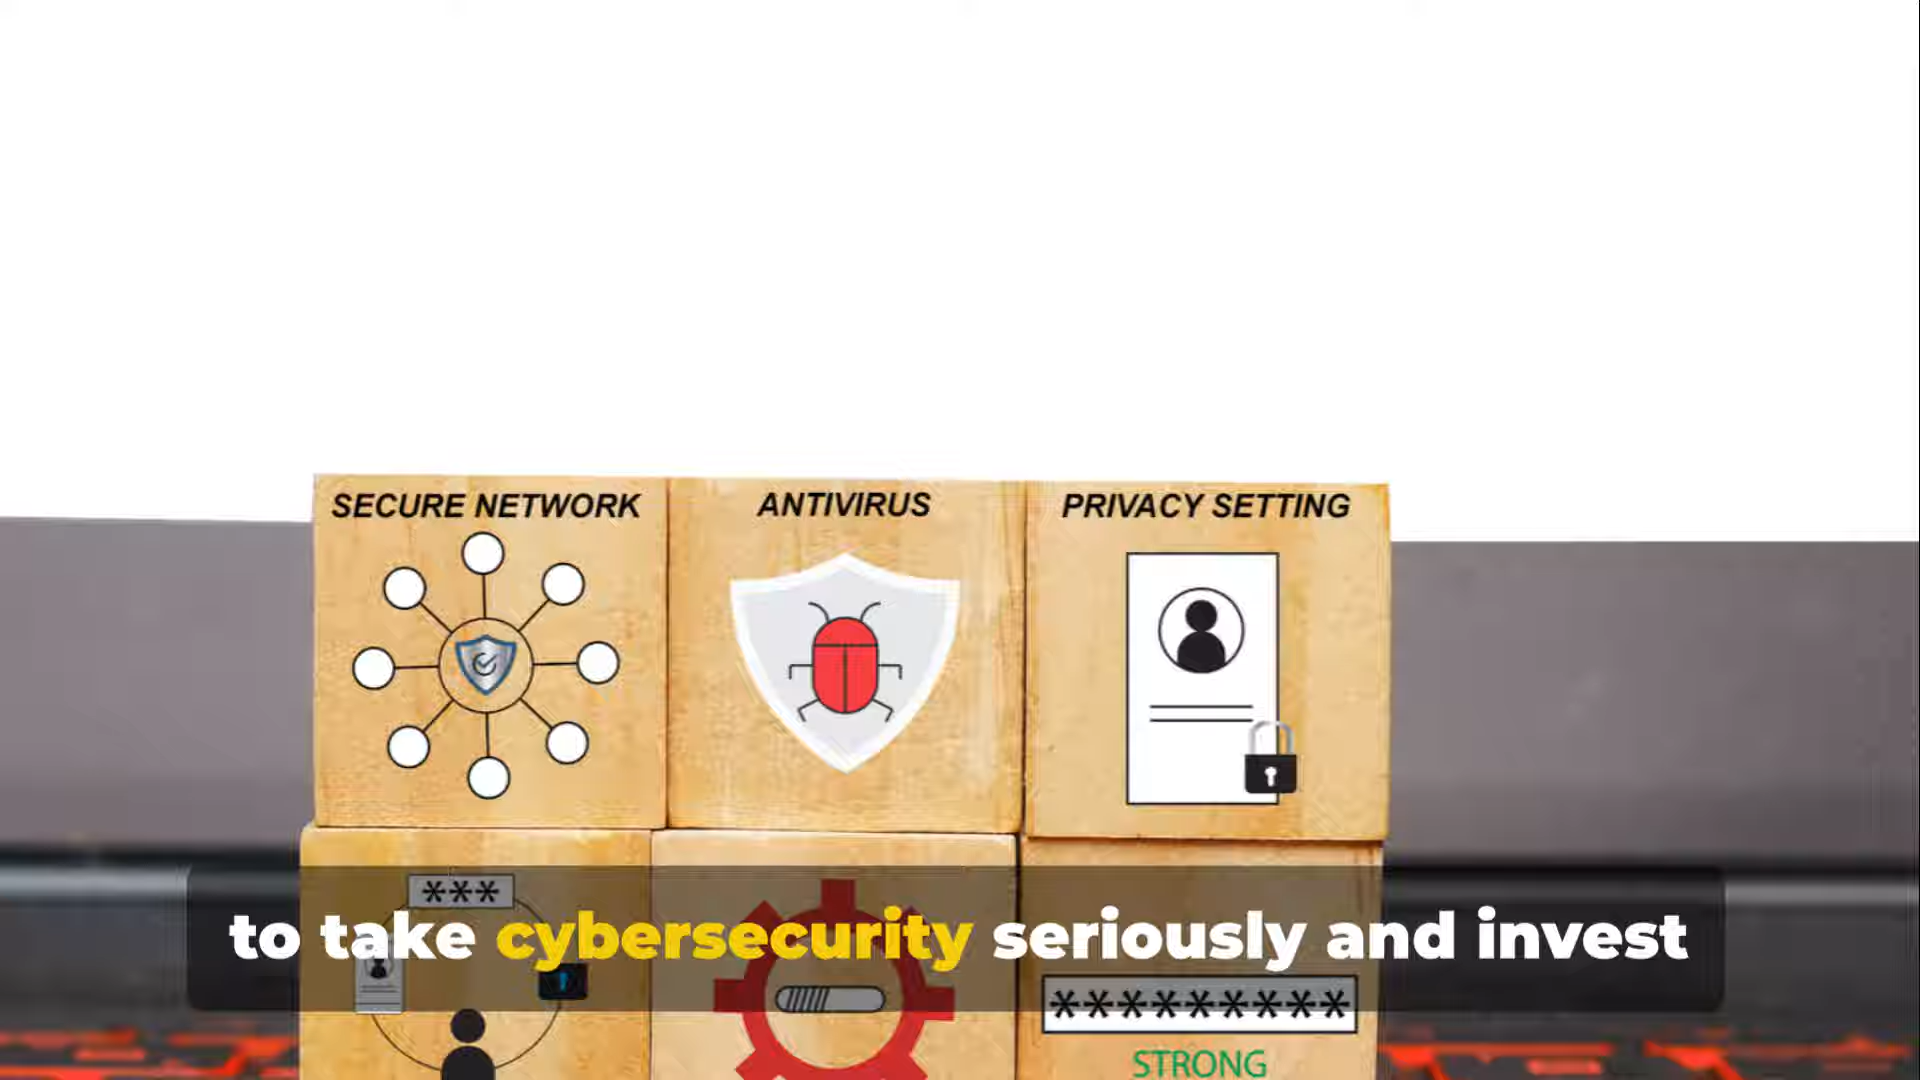 SECURE NETWORK
ANTIVIRUS
PRIVACY SETTING
***
to take cybersecurity seriously and invest
*********
STRONG